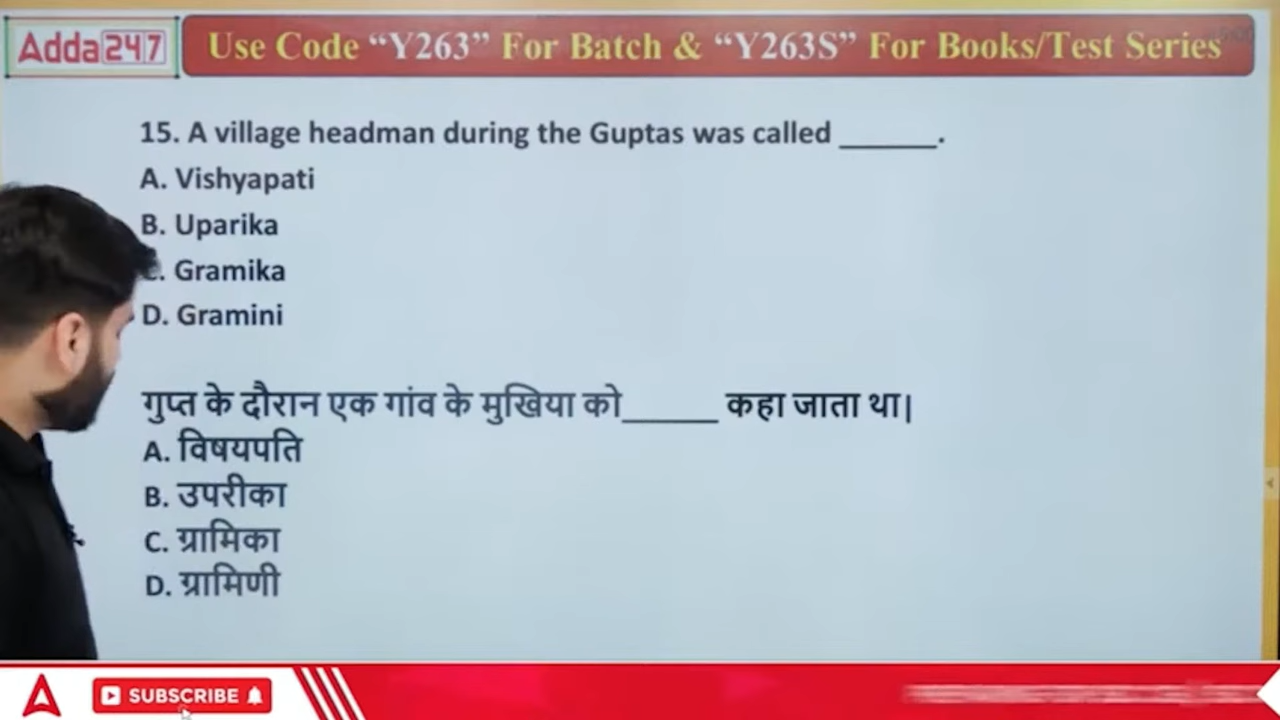 Adda247
Use Code “Y263” For Batch & “Y263S” For Books/Test Series
15. A village headman during the Guptas was called ______.
A. Vishyapati
B. Uparika
C. Gramika
D. Gramini
गुप्त के दौरान एक गांव के मुखिया को______ कहा जाता था|
A. विषयपति
B. उपरीका
C. ग्रामिका
D. ग्रामिणी
SUBSCRIBE